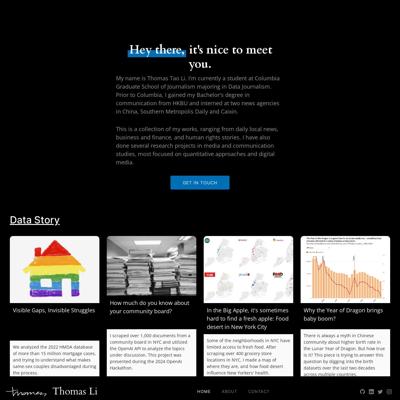 Hey there, it's nice to meet
you.
My name is Thomas Tao Li. I'm currently a student at Columbia
Graduate School of Journalism majoring in Data Journalism.
Prior to Columbia, I gained my Bachelor's degree in
communication from HKBU and interned at two news agencies
in China, Southern Metropolis Daily and Caixin.
This is a collection of my works, ranging from daily local news,
business and finance, and human rights stories. I have also
done several research projects in media and communication
studies, most focused on quantitative approaches and digital
media.
GET IN TOUCH
Data Story
Visible Gaps, Invisible Struggles
We analyzed the 2022 HMDA database
of more than 15 million mortgage cases,
and trying to understand what makes
same-sex couples disadvantaged during
the process.
How much do you know about
your community board?
I scraped over 1,000 documents from a
community board in NYC and utilized
the OpenAI API to analyze the topics
under discussion. This project was
presented during the 2024 OpenAI
Hackathon.
In the Big Apple, it's sometimes
hard to find a fresh apple: Food
desert in New York City
Some of the neighborhoods in NYC have
limited access to fresh food. After
scraping over 400 grocery store
locations in NYC, I made a map of
where they are, and how food deserts
influence New Yorkers' health.
Why the Year of Dragon brings
baby boom?
There is always a myth in Chinese
community about higher birth rate
in the Lunar Year of Dragon. But how true
is it? This piece is trying to answer this
question by digging into the birth
datasets over the last two decades
across multiple countries.
Thomas
Thomas Li
HOME
ABOUT
CONTACT